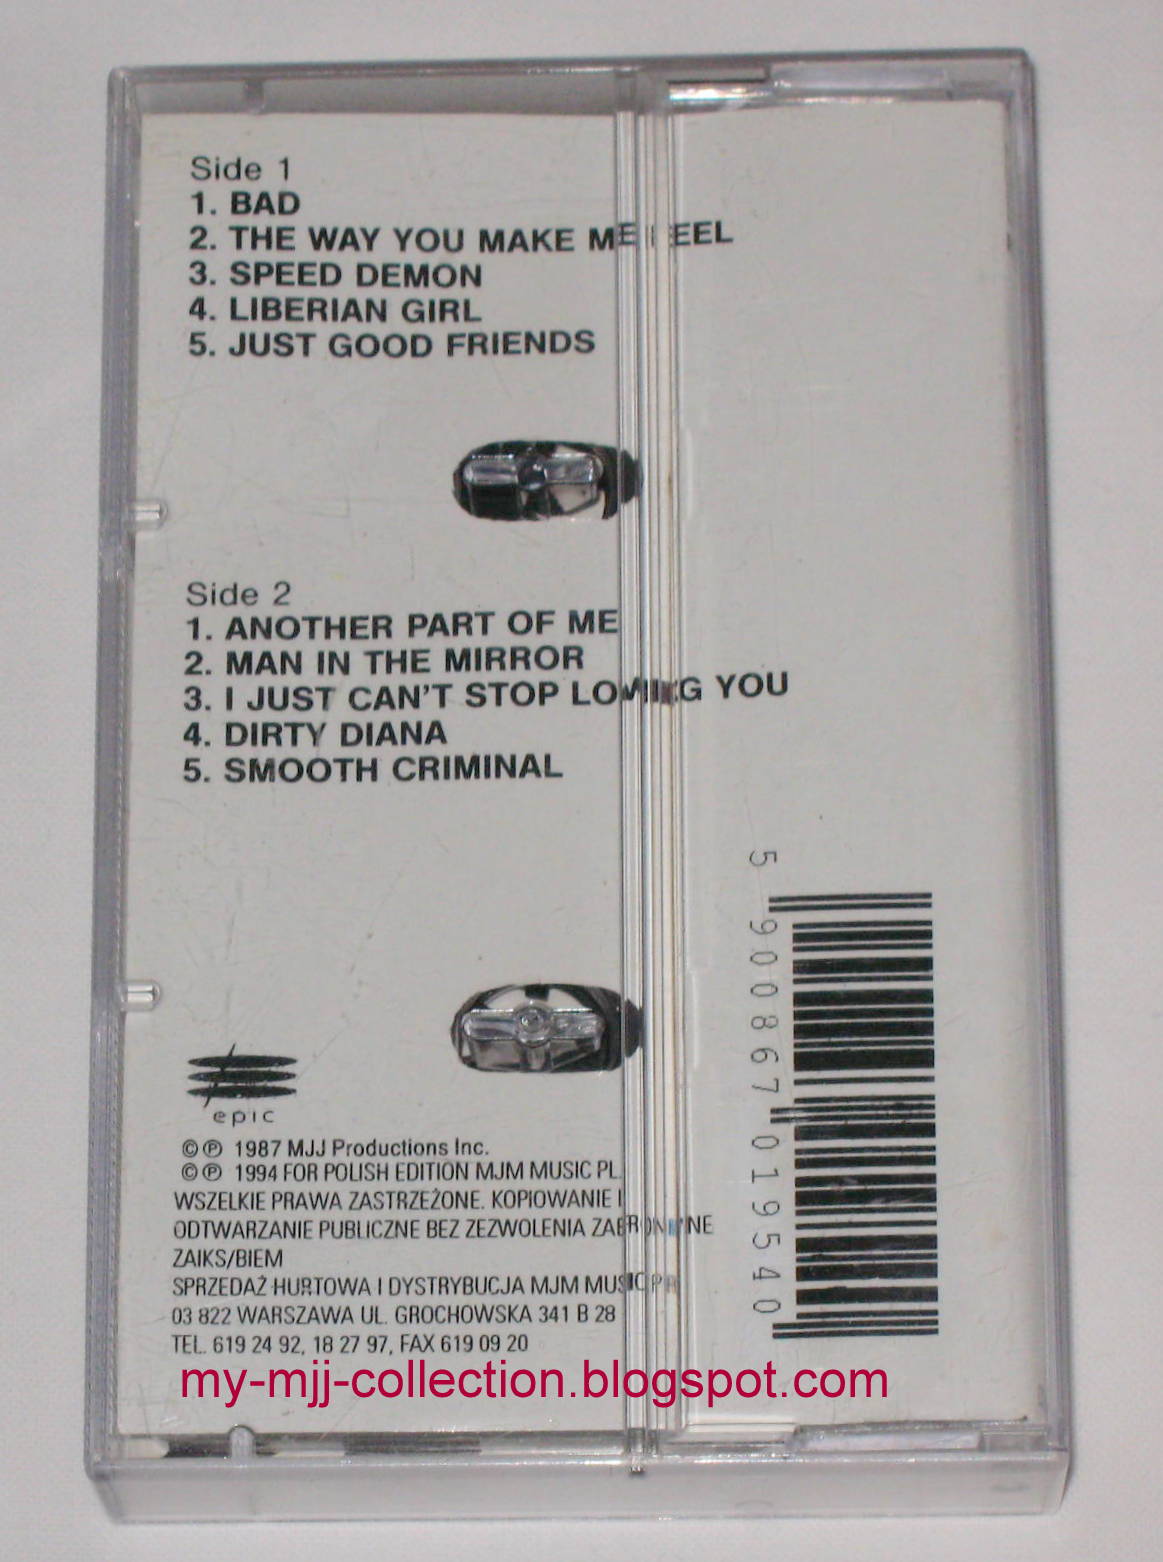 Side 1
1. BAD
2. THE WAY YOU MAKE ME FEEL
3. SPEED DEMON
4. LIBERIAN GIRL
5. JUST GOOD FRIENDS
Side 2
1. ANOTHER PART OF ME
2. MAN IN THE MIRROR
3. I JUST CAN'T STOP LOVING YOU
4. DIRTY DIANA
5. SMOOTH CRIMINAL
5 900867 019540
epic
©℗ 1987 MJJ Productions Inc.
©℗ 1994 FOR POLISH EDITION MJM MUSIC PL.
WSZELKIE PRAWA ZASTRZEŻONE. KOPIOWANIE I
ODTWARZANIE PUBLICZNE BEZ ZEZWOLENIA ZABRONIONE
ZAIKS/BIEM
SPRZEDAŻ HURTOWA I DYSTRYBUCJA MJM MUSIC
03 822 WARSZAWA UL. GROCHOWSKA 341 B 28
TEL. 619 24 92, 18 27 97, FAX 619 09 20
my-mjj-collection.blogspot.com